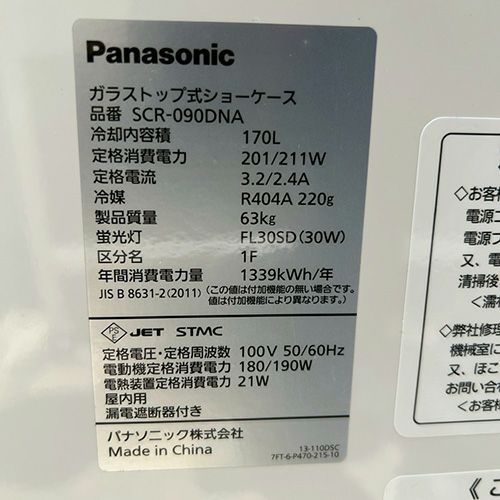 Panasonic
ガラストップ式ショーケース
品番 SCR-090DNA
冷却内容積 170L
定格消費電力 201/211W
定格電流 3.2/2.4A
冷媒 R404A 220g
製品質量 63kg
蛍光灯 FL30SD(30W)
区分名 1F
年間消費電力量 1339kWh/年
JIS B 8631-2(2011) (この値は付加機能の無い場合です。
値は付加機能により異なります。)
PS E JET STMC
定格電圧・定格周波数 100V 50/60Hz
電動機定格消費電力 180/190W
電熱装置定格消費電力 21W
屋内用
漏電遮断器付き
パナソニック株式会社
Made in China
13-110DSC
7FT-6-P470-215-10
◇お客様
電源コ
電源プ
又、電
清掃後
<濡
◇弊社修理
機械室に
又、ほこ
お問い合
<お客様
《こ